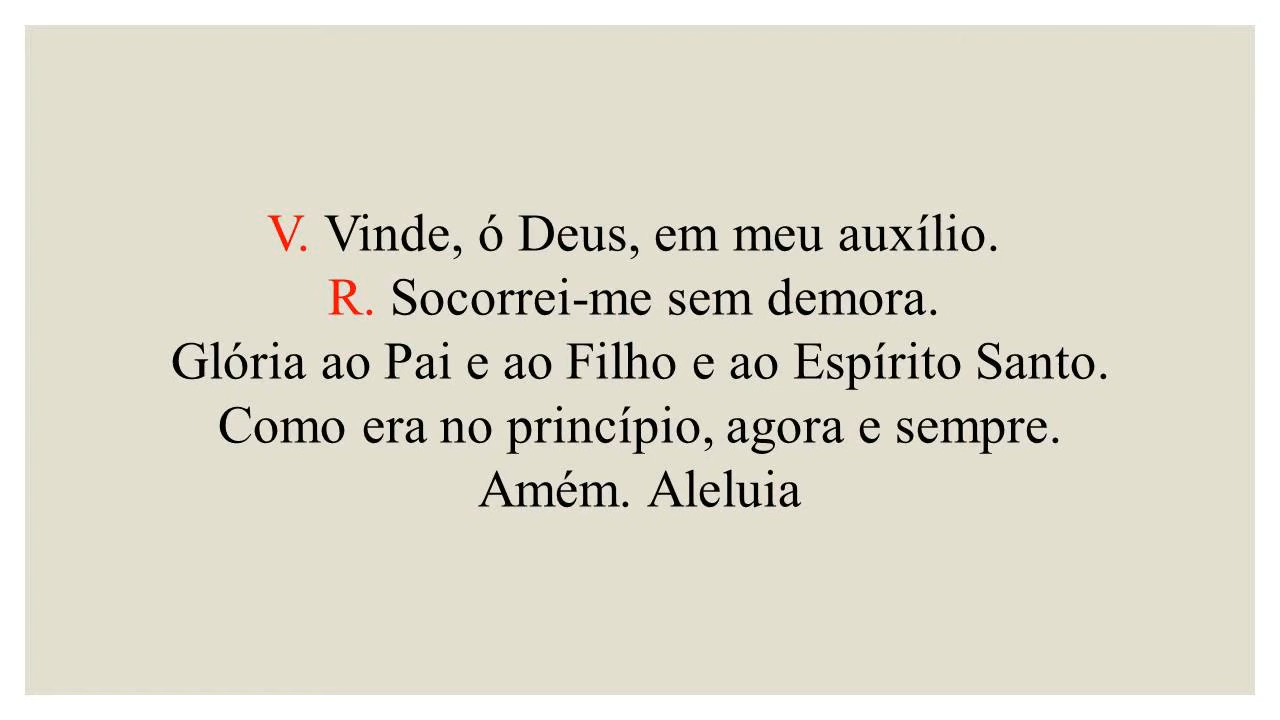 V. Vinde, ó Deus, em meu auxílio.
R. Socorrei-me sem demora.
Glória ao Pai e ao Filho e ao Espírito Santo.
Como era no princípio, agora e sempre.
Amém. Aleluia